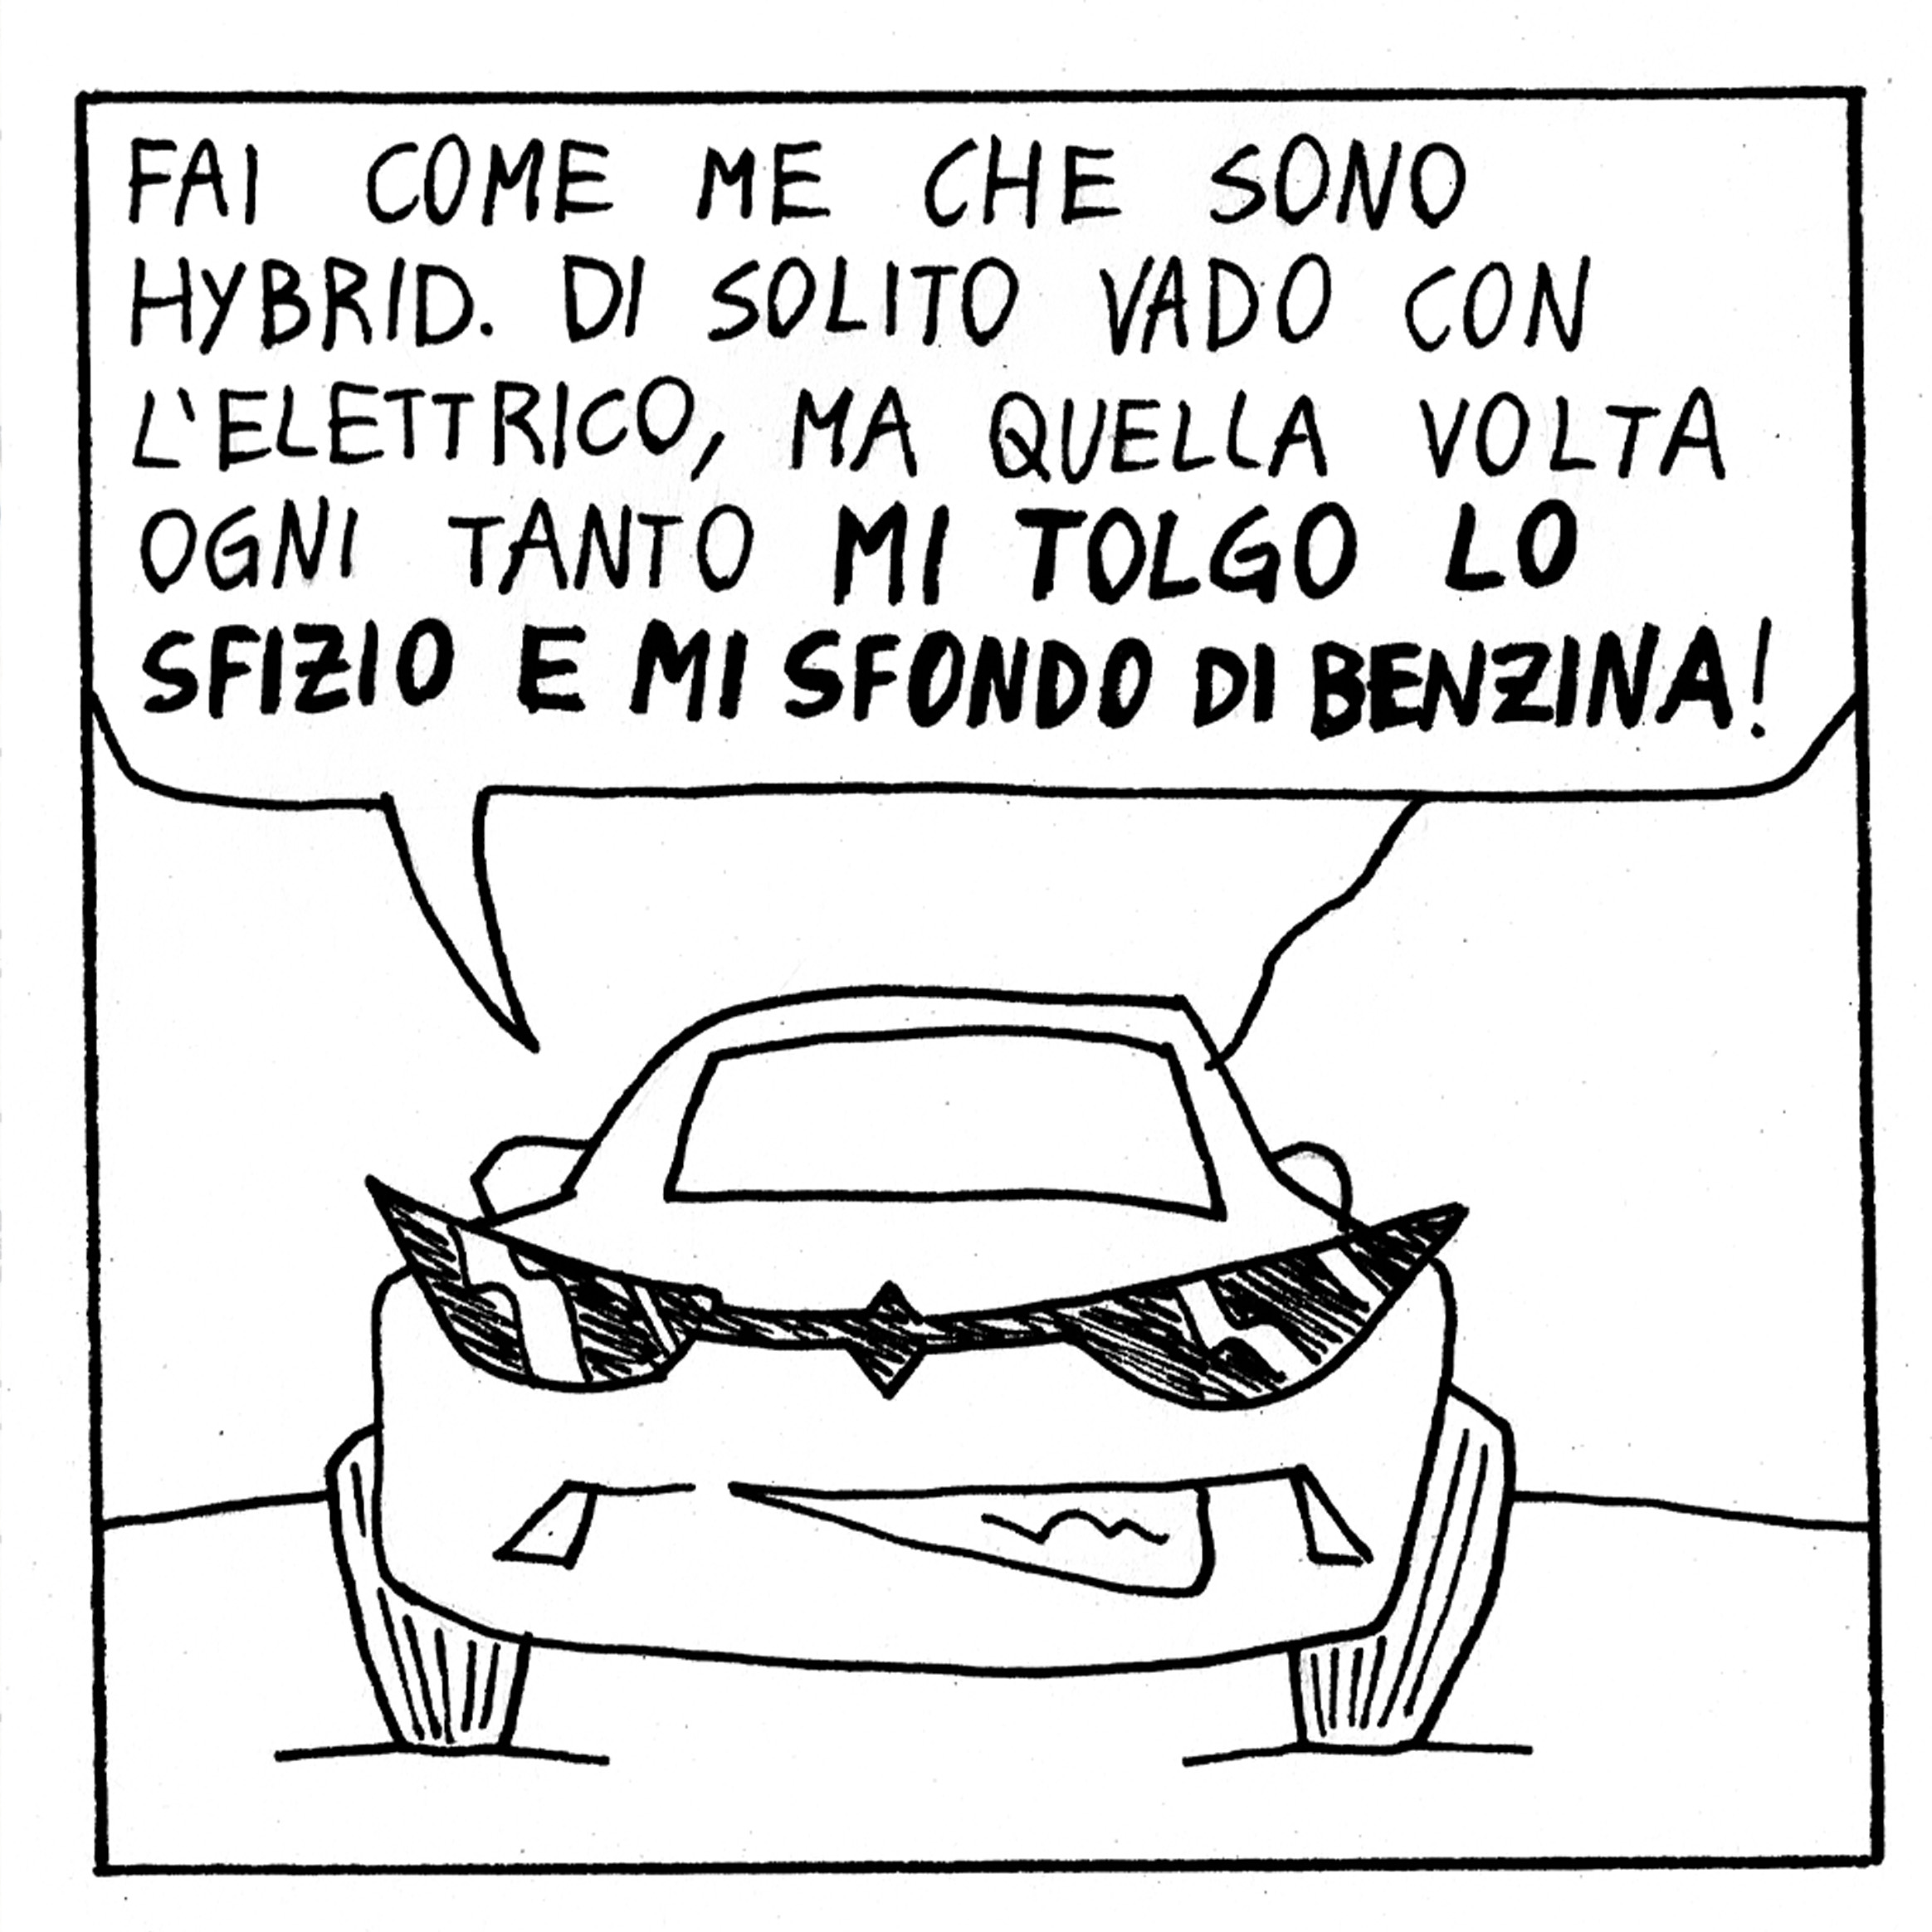 FAI COME ME CHE SONO
HYBRID. DI SOLITO VADO CON
L'ELETTRICO, MA QUELLA VOLTA
OGNI TANTO MI TOLGO LO
SFIZIO E MI SFONDO DI BENZINA!